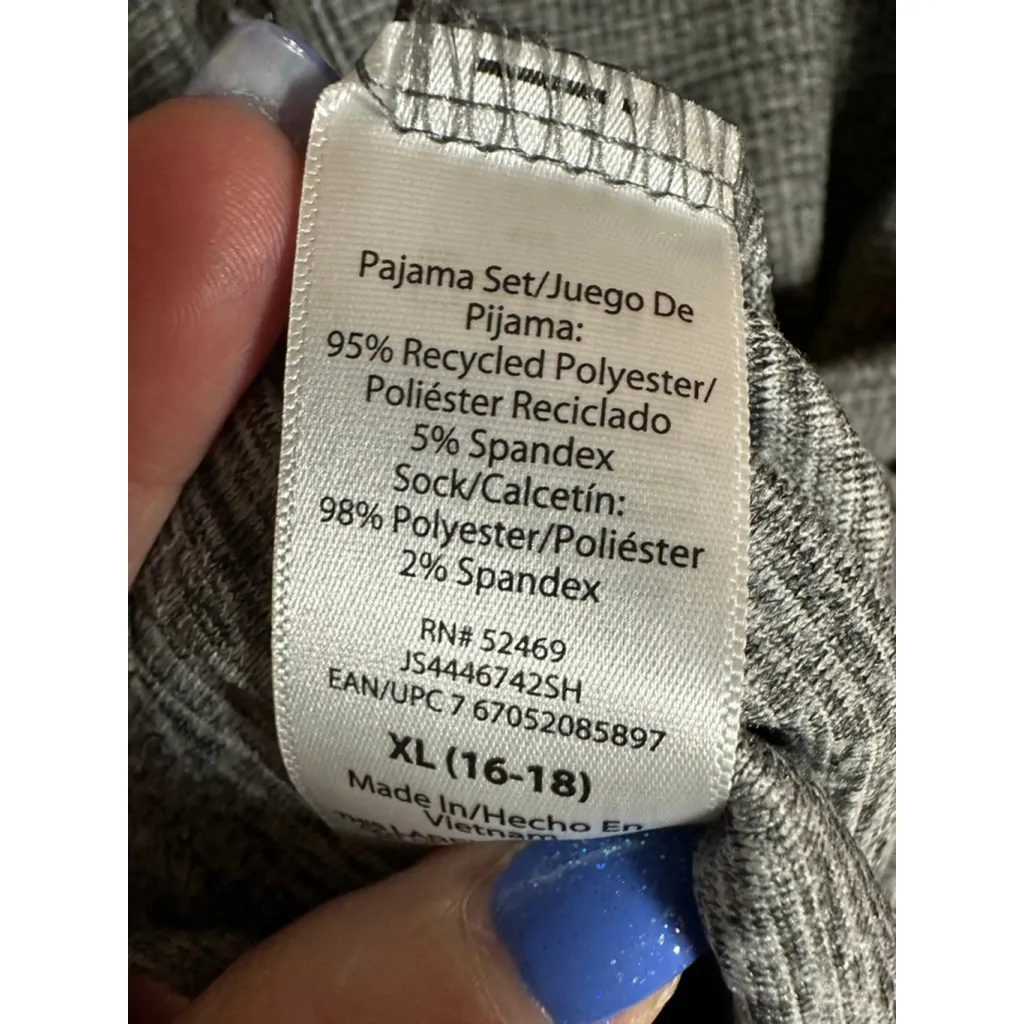 Pajama Set/Juego De
Pijama:
95% Recycled Polyester/
Poliéster Reciclado
5% Spandex
Sock/Calcetín:
98% Polyester/Poliéster
2% Spandex
RN# 52469
JS4446742SH
EAN/UPC 7 67052085897
XL (16-18)
Made In/Hecho En
Vietnam